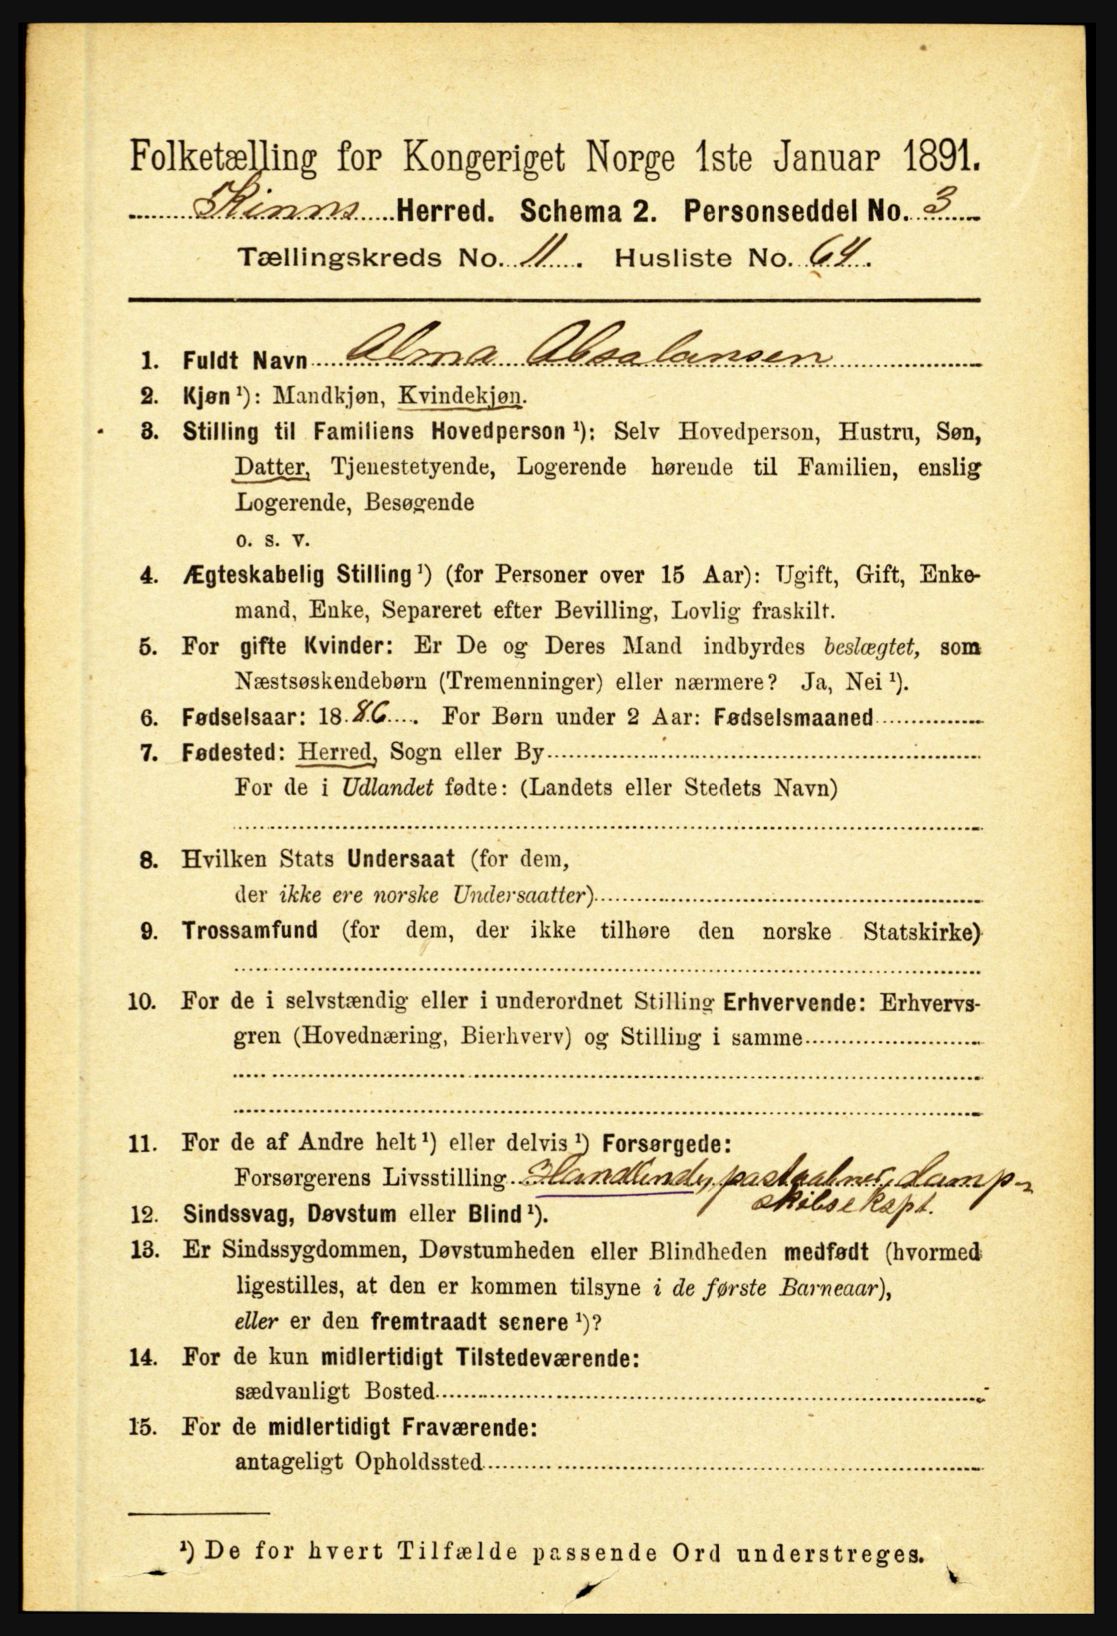 Folketælling for Kongeriget Norge 1ste Januar 1891.
Kinns Herred. Schema 2. Personseddel No. 3
Tællingskreds No. 11. Husliste No. 64.
1. Fuldt Navn Alma Absalonsen
2. Kjøn ¹): Mandkjøn, Kvindekjøn.
3. Stilling til Familiens Hovedperson ¹): Selv Hovedperson, Hustru, Søn,
Datter, Tjenestetyende, Logerende hørende til Familien, enslig
Logerende, Besøgende
o. s. v.
4. Ægteskabelig Stilling ¹) (for Personer over 15 Aar): Ugift, Gift, Enke-
mand, Enke, Separeret efter Bevilling, Lovlig fraskilt.
5. For gifte Kvinder: Er De og Deres Mand indbyrdes beslægtet, som
Næstsøskendebørn (Tremenninger) eller nærmere? Ja, Nei ¹).
6. Fødselsaar: 1886. For Børn under 2 Aar: Fødselsmaaned
7. Fødested: Herred, Sogn eller By
For de i Udlandet fødte: (Landets eller Stedets Navn)
8. Hvilken Stats Undersaat (for dem,
der ikke ere norske Undersaatter)
9. Trossamfund (for dem, der ikke tilhøre den norske Statskirke)
10. For de i selvstændig eller i underordnet Stilling Erhvervende: Erhvervs-
gren (Hovednæring, Bierhverv) og Stilling i samme
11. For de af Andre helt ¹) eller delvis ¹) Forsørgede:
Forsørgerens Livsstilling Handlende, postaabner, damp-
skibsekspt.
12. Sindssvag, Døvstum eller Blind ¹).
13. Er Sindssygdommen, Døvstumheden eller Blindheden medfødt (hvormed
ligestilles, at den er kommen tilsyne i de første Barneaar),
eller er den fremtraadt senere ¹)?
14. For de kun midlertidigt Tilstedeværende:
sædvanligt Bosted
15. For de midlertidigt Fraværende:
antageligt Opholdssted
¹) De for hvert Tilfælde passende Ord understreges.